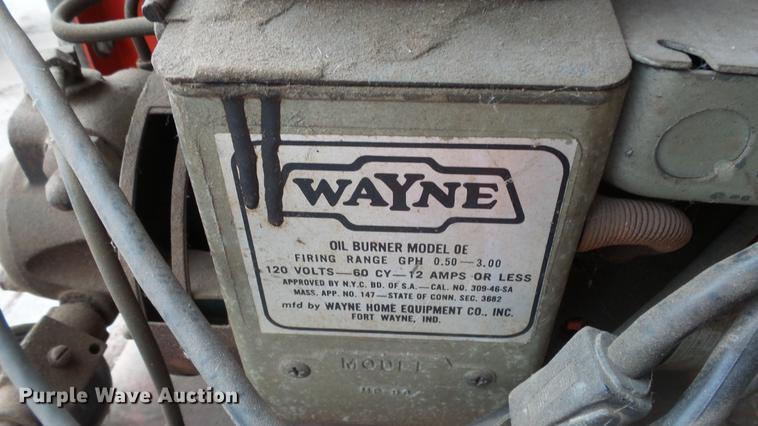 WAYNE
OIL BURNER MODEL OE
FIRING RANGE GPH 0.50—3.00
120 VOLTS—60 CY—12 AMPS OR LESS
APPROVED BY N.Y.C. BD. OF S.A.—CAL. NO. 309-46-SA
MASS. APP. NO. 147—STATE OF CONN. SEC. 3682
mfd by WAYNE HOME EQUIPMENT CO., INC.
FORT WAYNE, IND.
MODEL
Purple Wave Auction